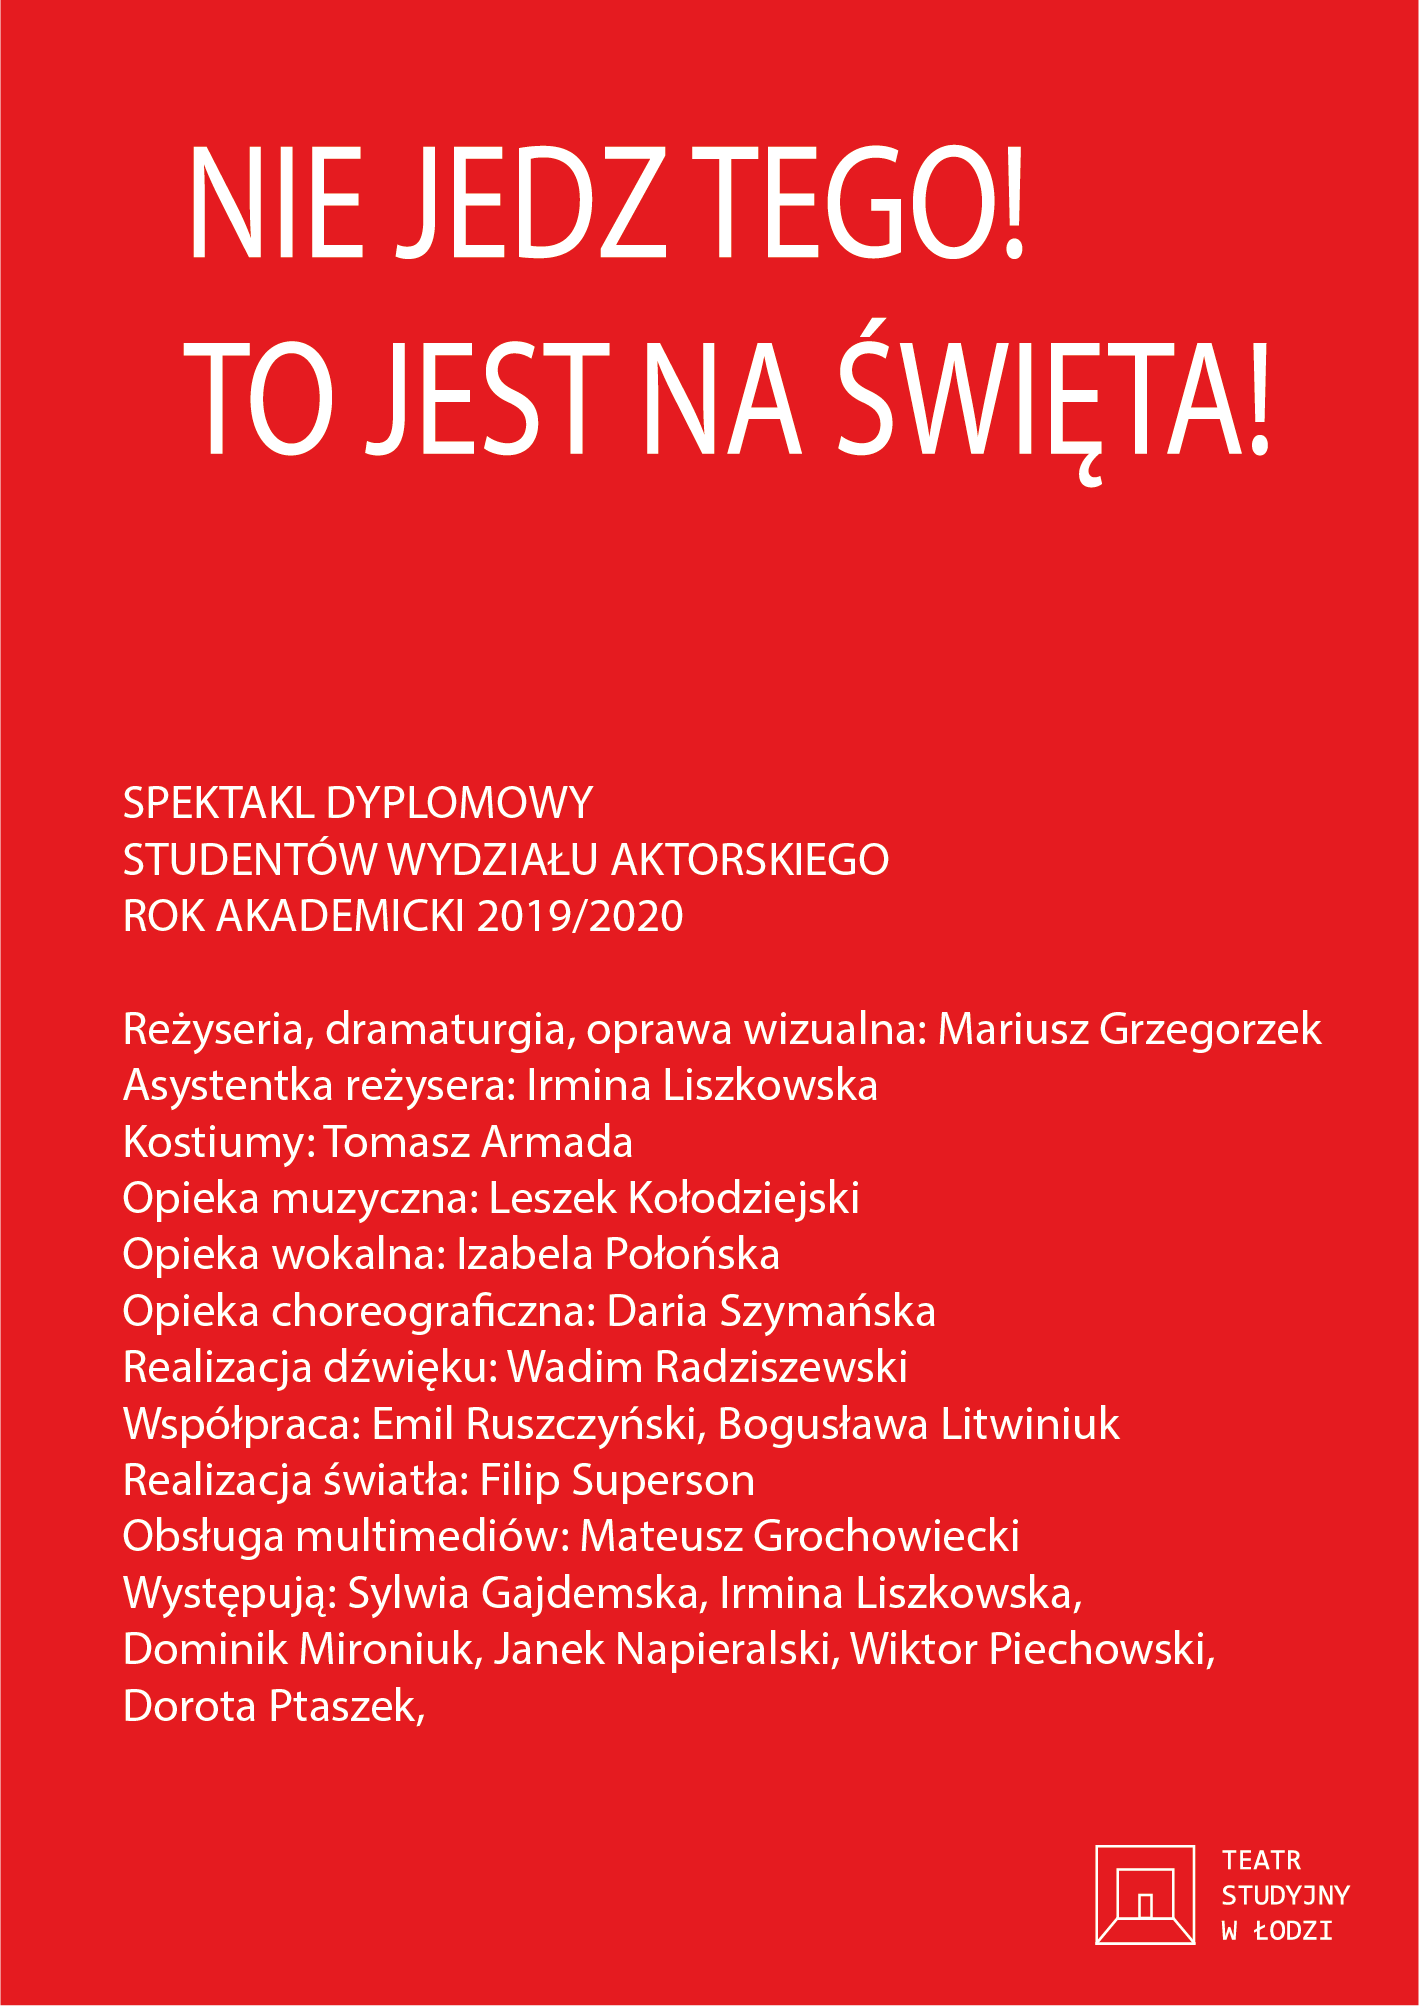 NIE JEDZ TEGO!
TO JEST NA ŚWIĘTA!
SPEKTAKL DYPLOMOWY
STUDENTÓW WYDZIAŁU AKTORSKIEGO
ROK AKADEMICKI 2019/2020
Reżyseria, dramaturgia, oprawa wizualna: Mariusz Grzegorzek
Asystentka reżysera: Irmina Liszkowska
Kostiumy: Tomasz Armada
Opieka muzyczna: Leszek Kołodziejski
Opieka wokalna: Izabela Połońska
Opieka choreograficzna: Daria Szymańska
Realizacja dźwięku: Wadim Radziszewski
Współpraca: Emil Ruszczyński, Bogusława Litwiniuk
Realizacja światła: Filip Superson
Obsługa multimediów: Mateusz Grochowiecki
Występują: Sylwia Gajdemska, Irmina Liszkowska,
Dominik Mironiuk, Janek Napieralski, Wiktor Piechowski,
Dorota Ptaszek,
TEATR
STUDYJNY
W ŁODZI